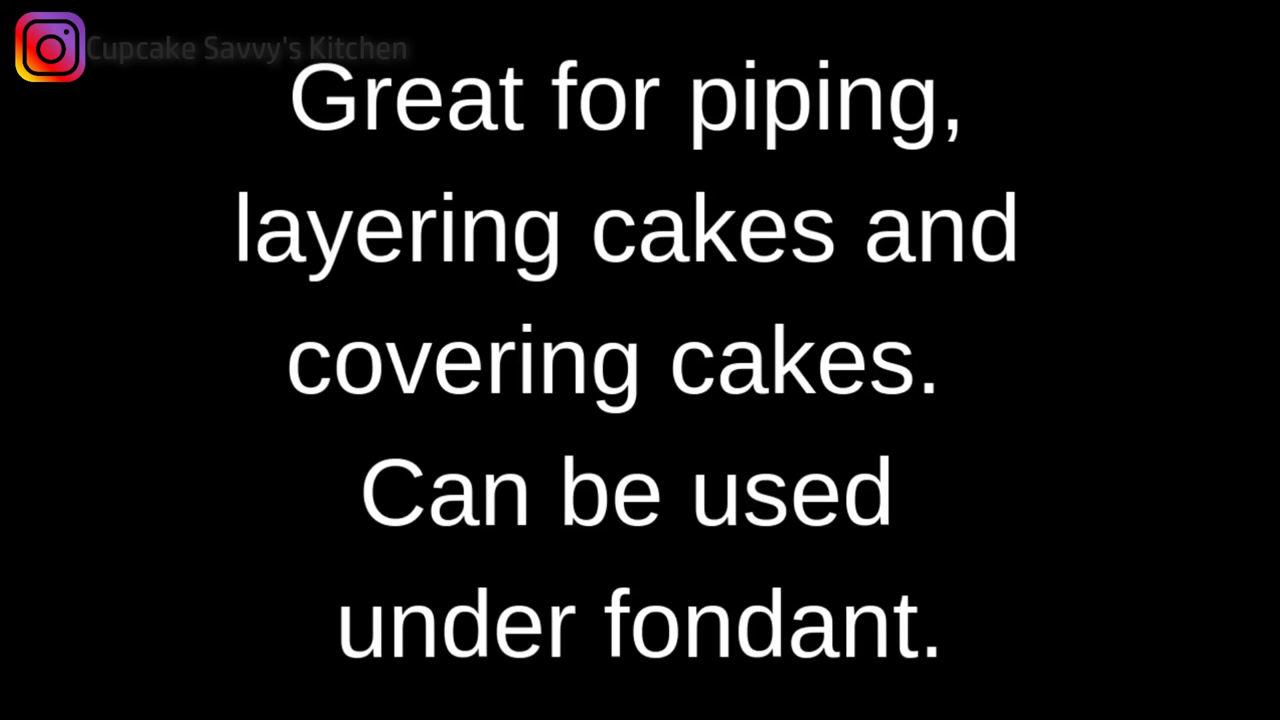 Cupcake Savvy's Kitchen
Great for piping,
layering cakes and
covering cakes.
Can be used
under fondant.